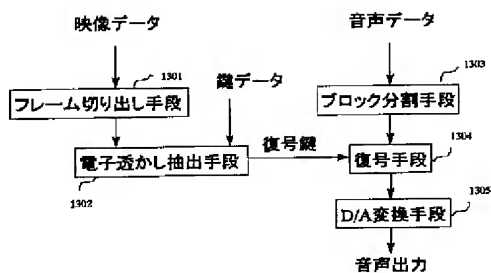 映像データ
音声データ
1301
鍵データ
1303
フレーム切り出し手段
ブロック分割手段
復号鍵
1304
電子透かし抽出手段
復号手段
1302
1305
D/A変換手段
音声出力